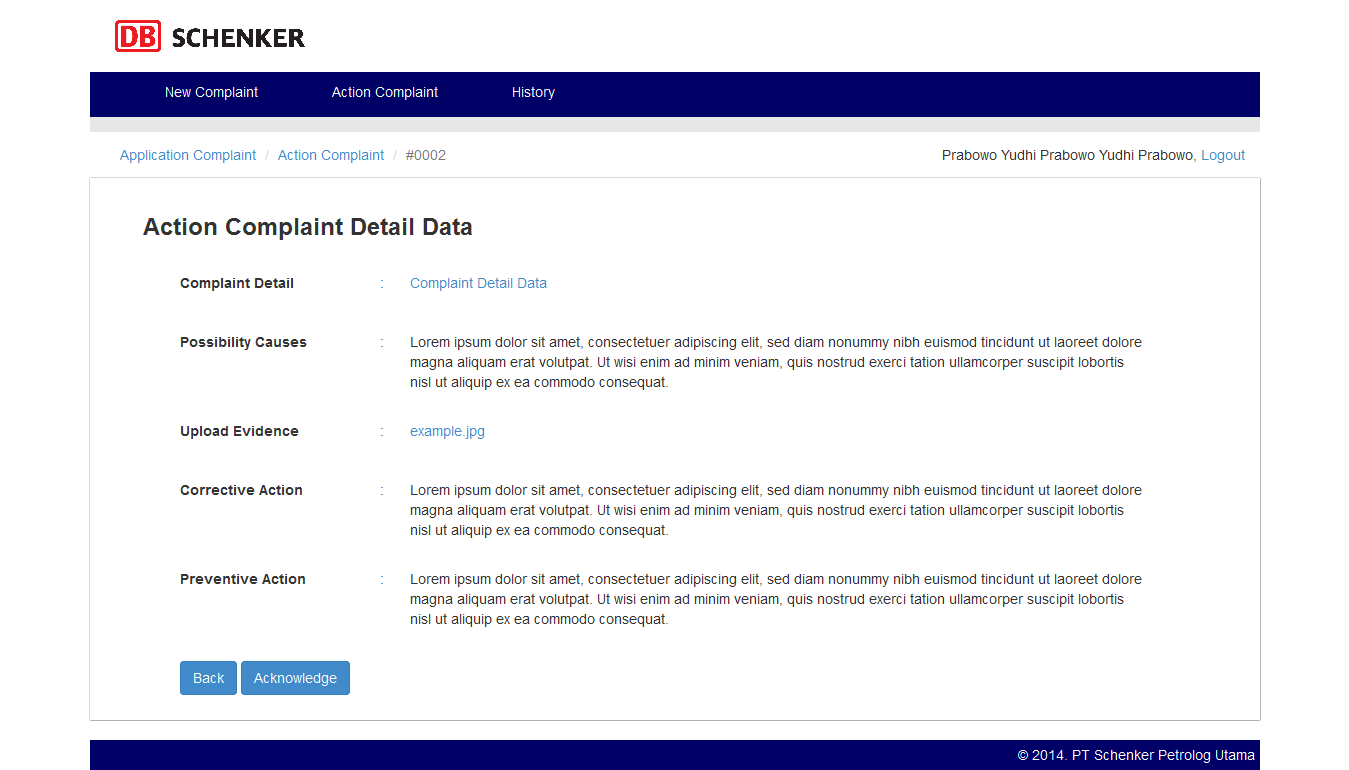 DB SCHENKER
New Complaint Action Complaint History
Application Complaint / Action Complaint / #0002 Prabowo Yudhi Prabowo Yudhi Prabowo, Logout
Action Complaint Detail Data
Complaint Detail : Complaint Detail Data
Possibility Causes : Lorem ipsum dolor sit amet, consectetuer adipiscing elit, sed diam nonummy nibh euismod tincidunt ut laoreet dolore
magna aliquam erat volutpat. Ut wisi enim ad minim veniam, quis nostrud exerci tation ullamcorper suscipit lobortis
nisl ut aliquip ex ea commodo consequat.
Upload Evidence : example.jpg
Corrective Action : Lorem ipsum dolor sit amet, consectetuer adipiscing elit, sed diam nonummy nibh euismod tincidunt ut laoreet dolore
magna aliquam erat volutpat. Ut wisi enim ad minim veniam, quis nostrud exerci tation ullamcorper suscipit lobortis
nisl ut aliquip ex ea commodo consequat.
Preventive Action : Lorem ipsum dolor sit amet, consectetuer adipiscing elit, sed diam nonummy nibh euismod tincidunt ut laoreet dolore
magna aliquam erat volutpat. Ut wisi enim ad minim veniam, quis nostrud exerci tation ullamcorper suscipit lobortis
nisl ut aliquip ex ea commodo consequat.
Back Acknowledge
© 2014. PT Schenker Petrolog Utama